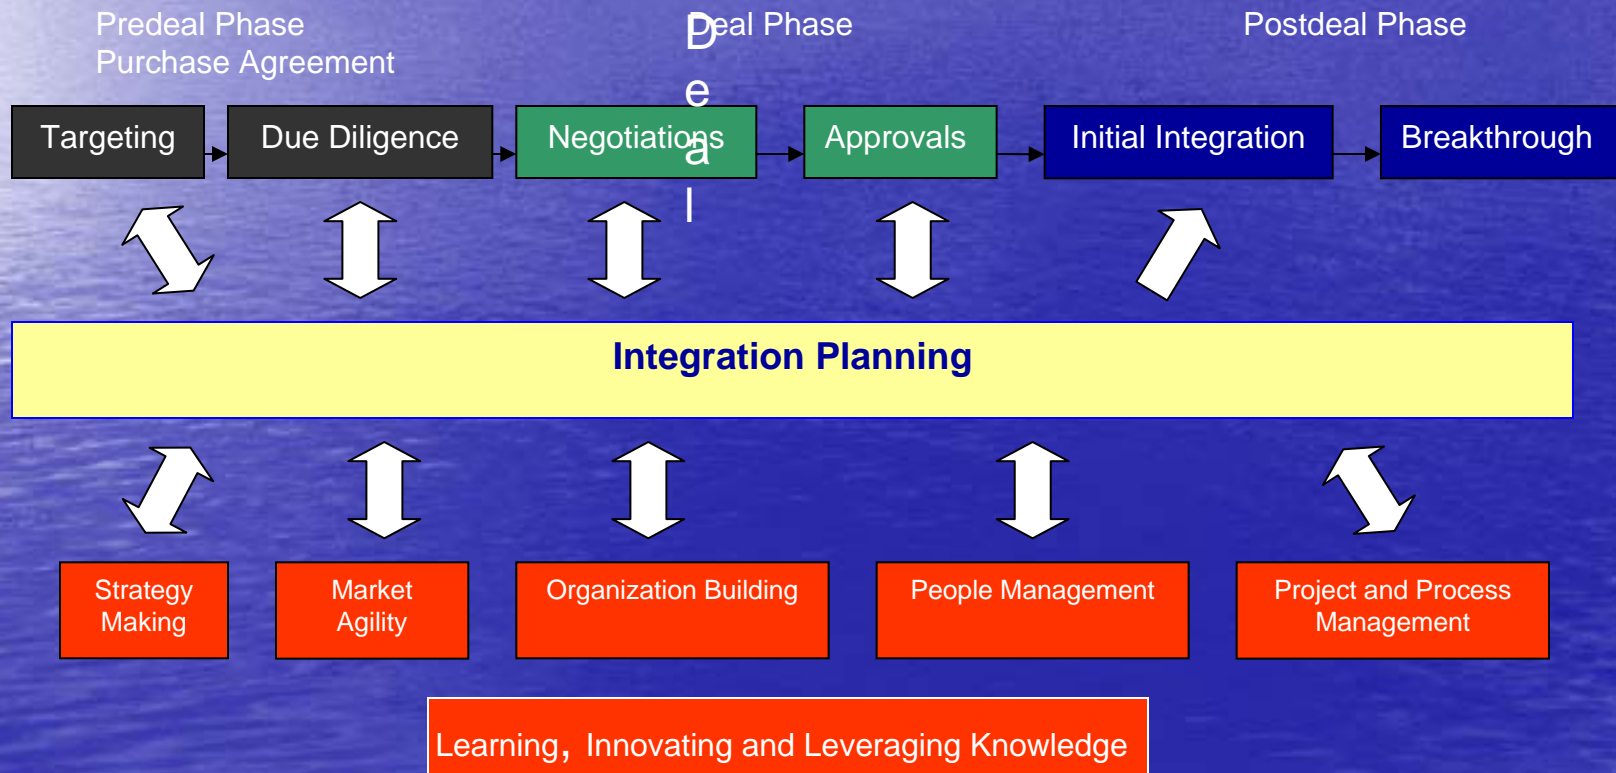 Predeal Phase
Purchase Agreement
Deal Phase
Postdeal Phase
D
e
a
l
Targeting
Due Diligence
Negotiations
Approvals
Initial Integration
Breakthrough
Integration Planning
Strategy
Making
Market
Agility
Organization Building
People Management
Project and Process
Management
Learning, Innovating and Leveraging Knowledge